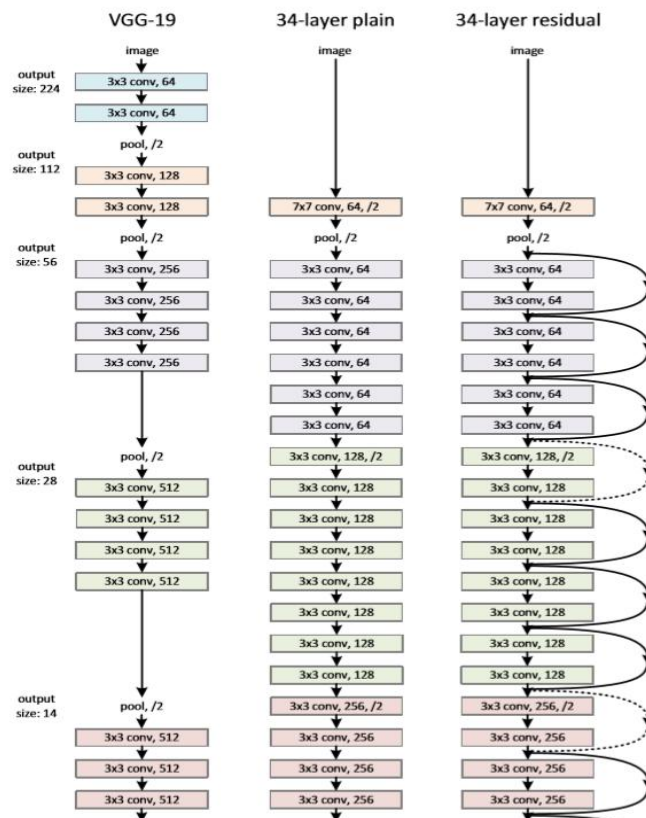 VGG-19
34-layer plain
34-layer residual
image
image
image
output
size: 224
3x3 conv, 64
3x3 conv, 64
pool, /2
output
size: 112
3x3 conv, 128
3x3 conv, 128
7x7 conv, 64, /2
7x7 conv, 64, /2
pool, /2
pool, /2
pool, /2
output
size: 56
3x3 conv, 256
3x3 conv, 64
3x3 conv, 64
3x3 conv, 256
3x3 conv, 64
3x3 conv, 64
3x3 conv, 256
3x3 conv, 64
3x3 conv, 64
3x3 conv, 256
3x3 conv, 64
3x3 conv, 64
3x3 conv, 64
3x3 conv, 64
3x3 conv, 64
3x3 conv, 64
output
size: 28
pool, /2
3x3 conv, 128, /2
3x3 conv, 128, /2
3x3 conv, 512
3x3 conv, 128
3x3 conv, 128
3x3 conv, 512
3x3 conv, 128
3x3 conv, 128
3x3 conv, 512
3x3 conv, 128
3x3 conv, 128
3x3 conv, 512
3x3 conv, 128
3x3 conv, 128
3x3 conv, 128
3x3 conv, 128
3x3 conv, 128
3x3 conv, 128
3x3 conv, 128
3x3 conv, 128
output
size: 14
pool, /2
3x3 conv, 256, /2
3x3 conv, 256, /2
3x3 conv, 512
3x3 conv, 256
3x3 conv, 256
3x3 conv, 512
3x3 conv, 256
3x3 conv, 256
3x3 conv, 512
3x3 conv, 256
3x3 conv, 256